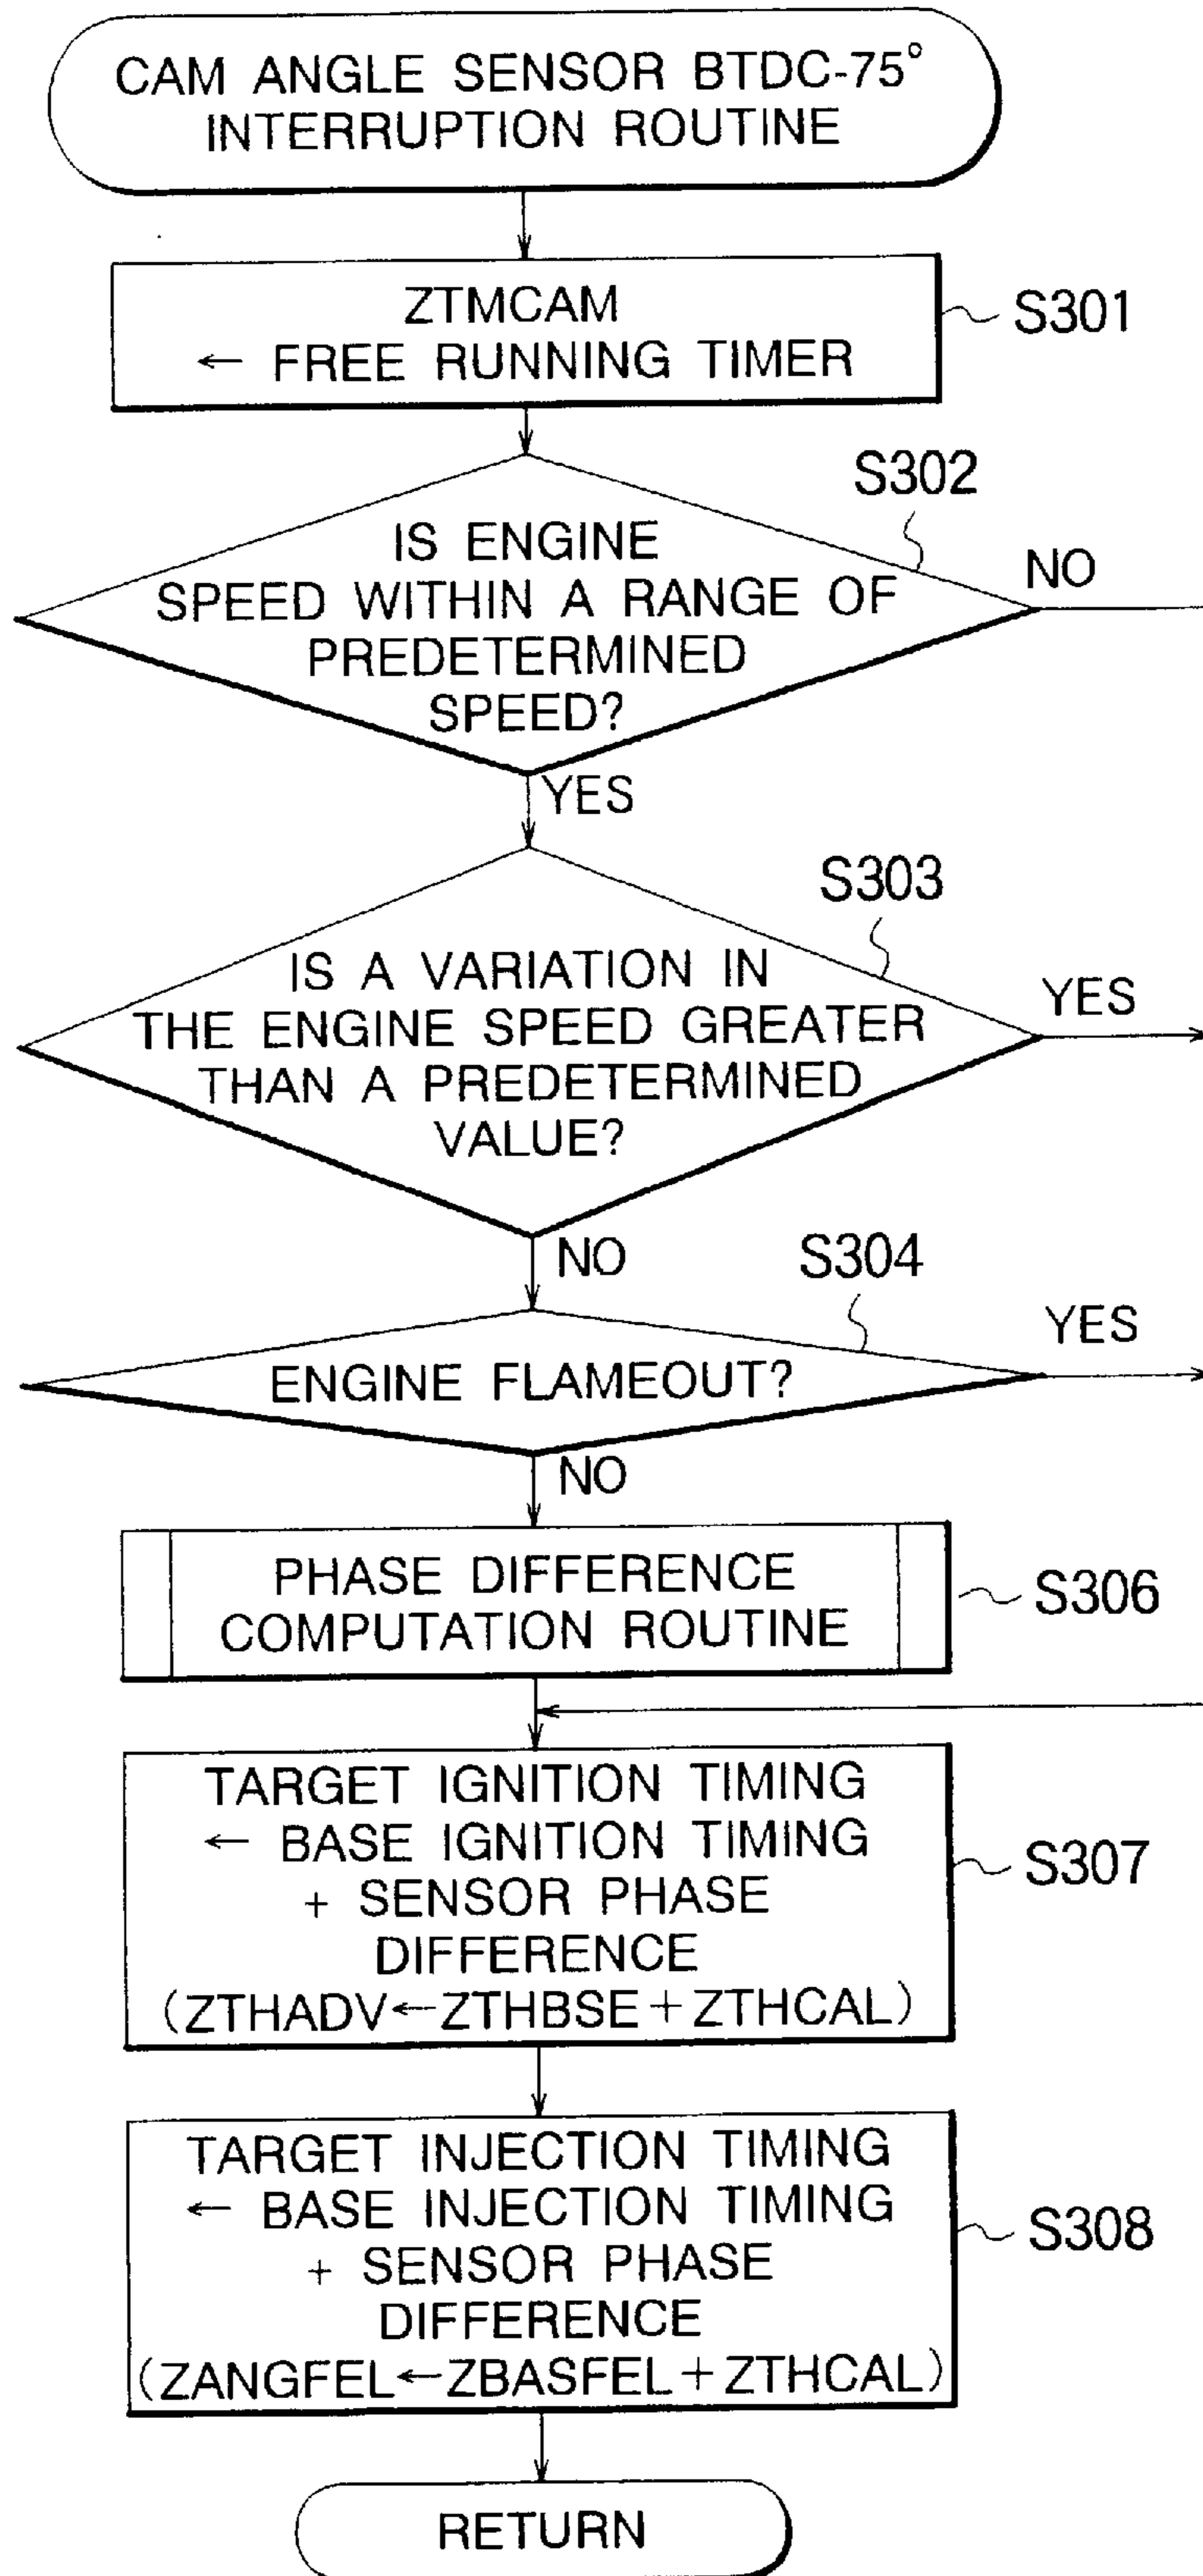 CAM ANGLE SENSOR BTDC-75°
INTERRUPTION ROUTINE
ZTMCAM
← FREE RUNNING TIMER
S301
S302
IS ENGINE
SPEED WITHIN A RANGE OF
PREDETERMINED
SPEED?
NO
YES
S303
IS A VARIATION IN
THE ENGINE SPEED GREATER
THAN A PREDETERMINED
VALUE?
YES
NO
S304
ENGINE FLAMEOUT?
YES
NO
PHASE DIFFERENCE
COMPUTATION ROUTINE
S306
TARGET IGNITION TIMING
← BASE IGNITION TIMING
+ SENSOR PHASE
DIFFERENCE
(ZTHADV←ZTHBSE+ZTHCAL)
S307
TARGET INJECTION TIMING
← BASE INJECTION TIMING
+ SENSOR PHASE
DIFFERENCE
(ZANGFEL←ZBASFEL+ZTHCAL)
S308
RETURN